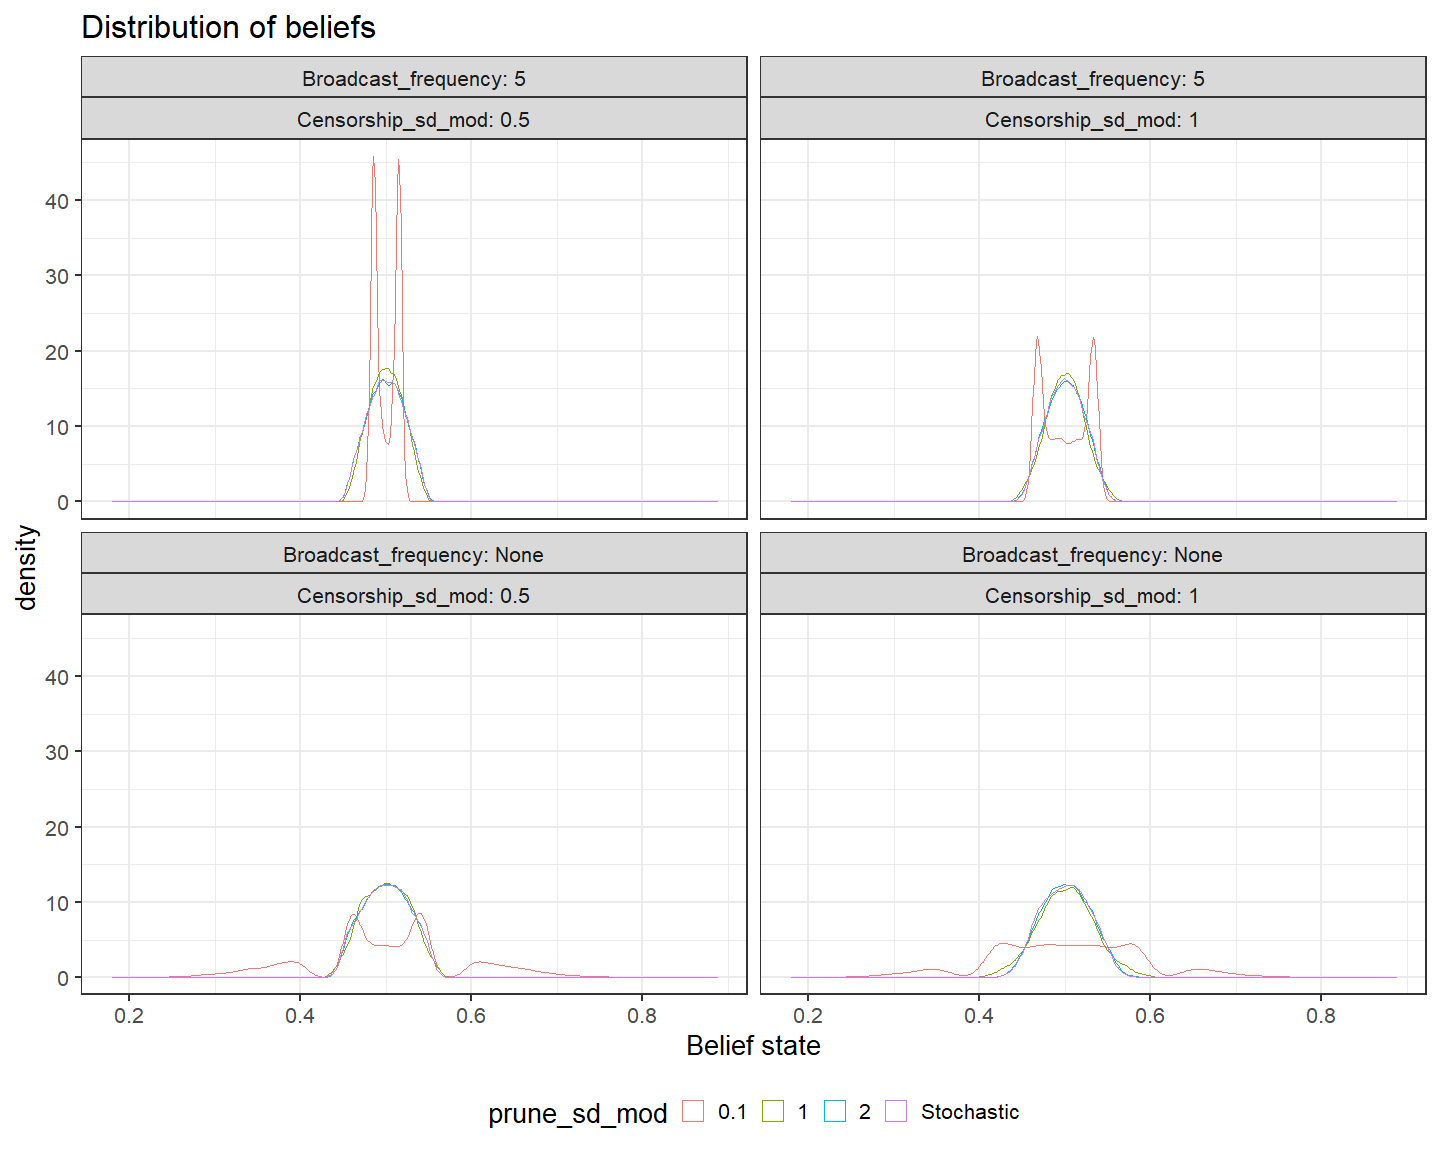 Distribution of beliefs
Broadcast_frequency: 5
Censorship_sd_mod: 0.5
Broadcast_frequency: 5
Censorship_sd_mod: 1
40
30
20
10
0
Broadcast_frequency: None
Censorship_sd_mod: 0.5
Broadcast_frequency: None
Censorship_sd_mod: 1
40
30
20
10
0
density
0.2 0.4 0.6 0.8
0.2 0.4 0.6 0.8
Belief state
prune_sd_mod 0.1 1 2 Stochastic